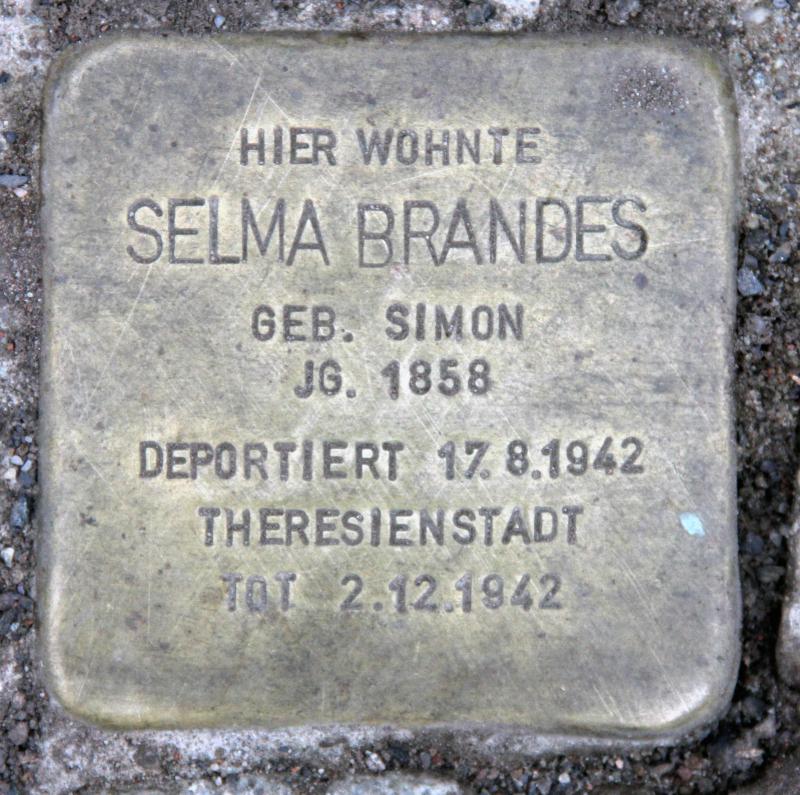 HIER WOHNTE
SELMA BRANDES
GEB. SIMON
JG. 1858
DEPORTIERT 17. 8.1942
THERESIENSTADT
TOT 2.12.1942